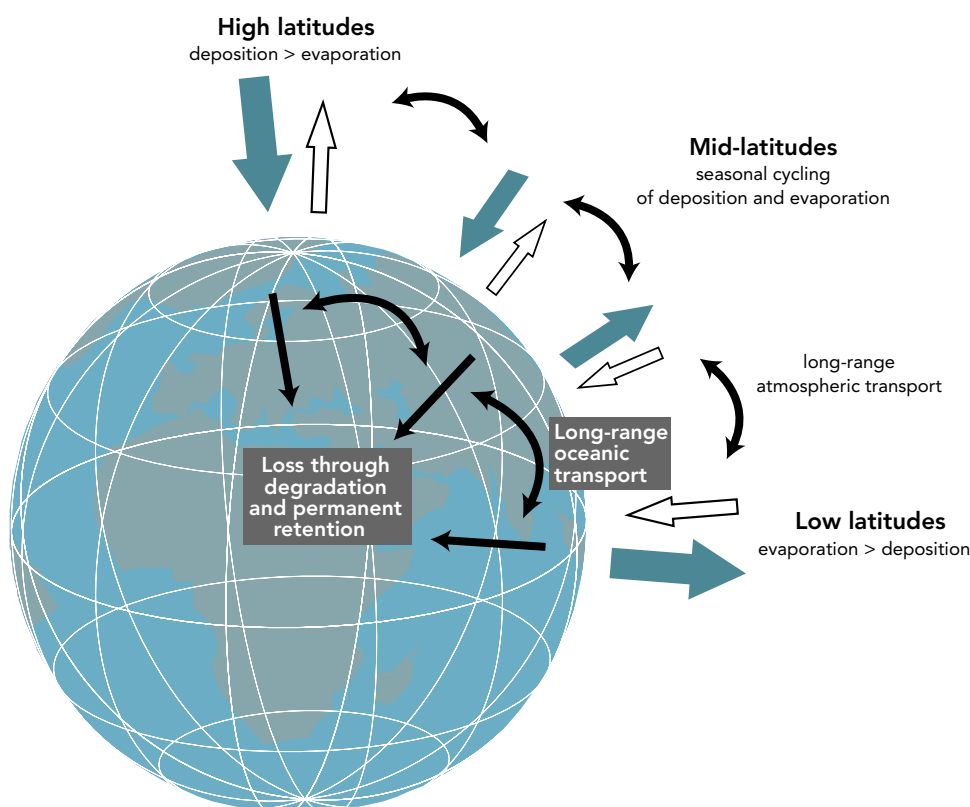 High latitudes
deposition > evaporation
Mid-latitudes
seasonal cycling
of deposition and evaporation
long-range
atmospheric transport
Long-range
oceanic
transport
Loss through
degradation
and permanent
retention
Low latitudes
evaporation > deposition